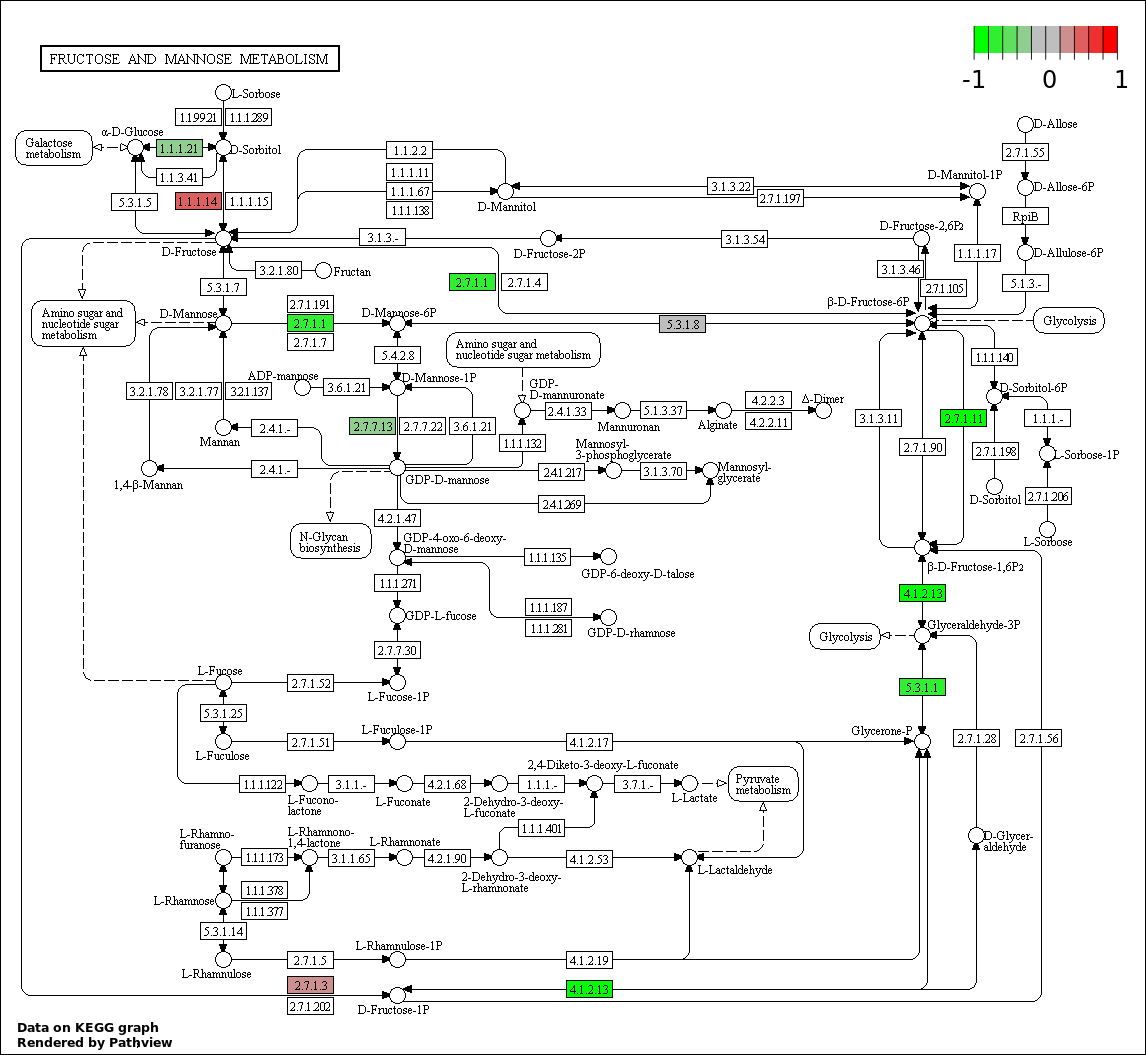 FRUCTOSE AND MANNOSE METABOLISM
-1
0
1
L-Sorbose
1.1.99.21
1.1.1.289
α-D-Glucose
Galactose
metabolism
1.1.1.21
D-Sorbitol
1.1.3.41
5.3.1.5
1.1.1.14
1.1.1.15
1.1.2.2
1.1.1.11
1.1.1.67
1.1.1.138
D-Mannitol
3.1.3.22
2.7.1.197
D-Mannitol-1P
D-Allose
2.7.1.55
D-Allose-6P
RpiB
D-Allulose-6P
5.1.3.-
D-Fructose
3.1.3.-
D-Fructose-2P
3.1.3.54
D-Fructose-2,6P2
3.1.3.46
2.7.1.105
1.1.1.17
3.2.1.80
Fructan
5.3.1.7
2.7.1.1
2.7.1.4
β-D-Fructose-6P
Amino sugar and
nucleotide sugar
metabolism
D-Mannose
2.7.1.191
2.7.1.1
2.7.1.7
D-Mannose-6P
5.3.1.8
Glycolysis
5.4.2.8
Amino sugar and
nucleotide sugar metabolism
1.1.1.140
ADP-mannose
3.6.1.21
D-Mannose-1P
GDP-
D-mannuronate
D-Sorbitol-6P
3.2.1.78
3.2.1.77
3.2.1.137
2.4.1.33
Mannuronan
5.1.3.37
Alginate
4.2.2.3
4.2.2.11
Δ-Dimer
3.1.3.11
2.7.1.11
1.1.1.-
Mannan
2.4.1.-
2.7.7.13
2.7.7.22
3.6.1.21
1.1.1.132
2.7.1.90
2.7.1.198
L-Sorbose-1P
Mannosyl-
3-phosphoglycerate
2.4.1.-
1,4-β-Mannan
GDP-D-mannose
2.4.1.217
3.1.3.70
Mannosyl-
glycerate
2.4.1.269
D-Sorbitol
2.7.1.206
L-Sorbose
N-Glycan
biosynthesis
4.2.1.47
GDP-4-oxo-6-deoxy-
D-mannose
1.1.1.135
GDP-6-deoxy-D-talose
β-D-Fructose-1,6P2
1.1.1.271
4.1.2.13
GDP-L-fucose
1.1.1.187
1.1.1.281
GDP-D-rhamnose
Glycolysis
Glyceraldehyde-3P
2.7.7.30
L-Fucose
2.7.1.52
L-Fucose-1P
5.3.1.1
5.3.1.25
L-Fuculose
2.7.1.51
L-Fuculose-1P
4.1.2.17
Glycerone-P
2.7.1.28
2.7.1.56
1.1.1.122
L-Fucono-
lactone
3.1.1.-
L-Fuconate
4.2.1.68
2-Dehydro-3-deoxy-
L-fuconate
1.1.1.-
2,4-Diketo-3-deoxy-L-fuconate
3.7.1.-
L-Lactate
Pyruvate
metabolism
1.1.1.401
L-Rhamno-
furanose
1.1.1.173
L-Rhamnono-
1,4-lactone
3.1.1.65
L-Rhamnonate
4.2.1.90
2-Dehydro-3-deoxy-
L-rhamnonate
4.1.2.53
L-Lactaldehyde
D-Glycer-
aldehyde
1.1.1.378
1.1.1.377
L-Rhamnose
5.3.1.14
L-Rhamnulose
2.7.1.5
L-Rhamnulose-1P
4.1.2.19
2.7.1.3
2.7.1.202
D-Fructose-1P
4.1.2.13
Data on KEGG graph
Rendered by Pathview